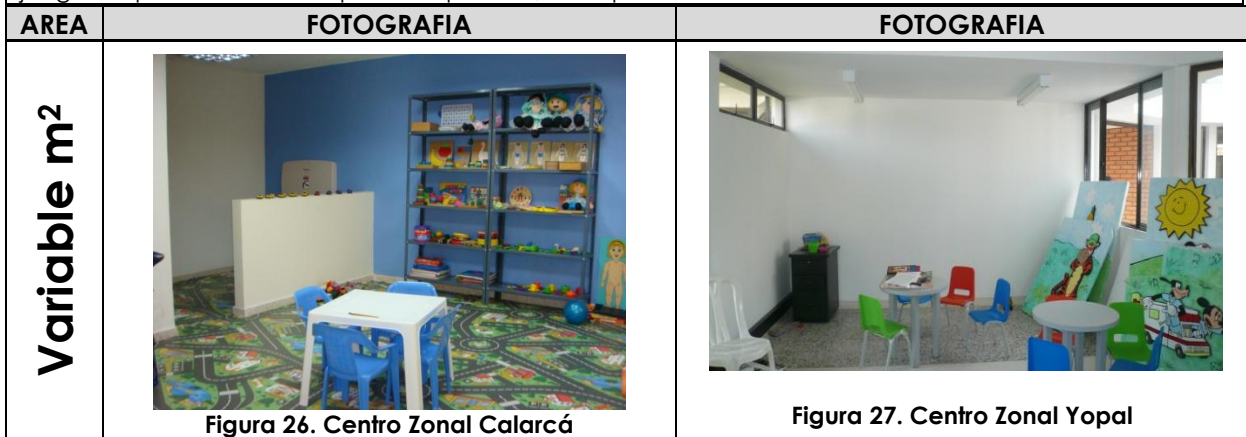 AREA FOTOGRAFIA FOTOGRAFIA
Variable m²
Figura 26. Centro Zonal Calarcá
Figura 27. Centro Zonal Yopal